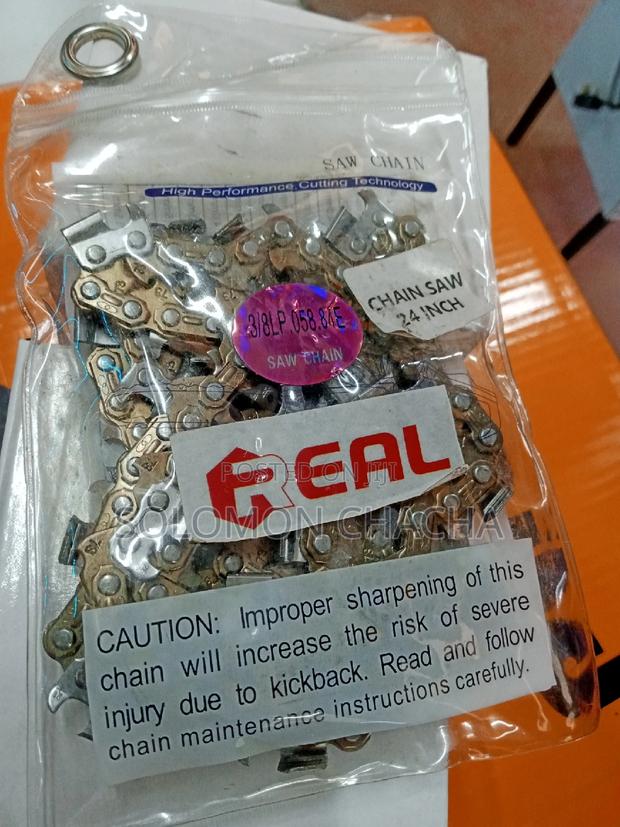 SAW CHAIN
High Performance Cutting Technology
CHAIN SAW
24 INCH
3/8LP .058.84E
SAW CHAIN
REAL
POSTED ON JIJI
SOLOMON CHACHA
CAUTION: Improper sharpening of this
chain will increase the risk of severe
injury due to kickback. Read and follow
chain maintenance instructions carefully.